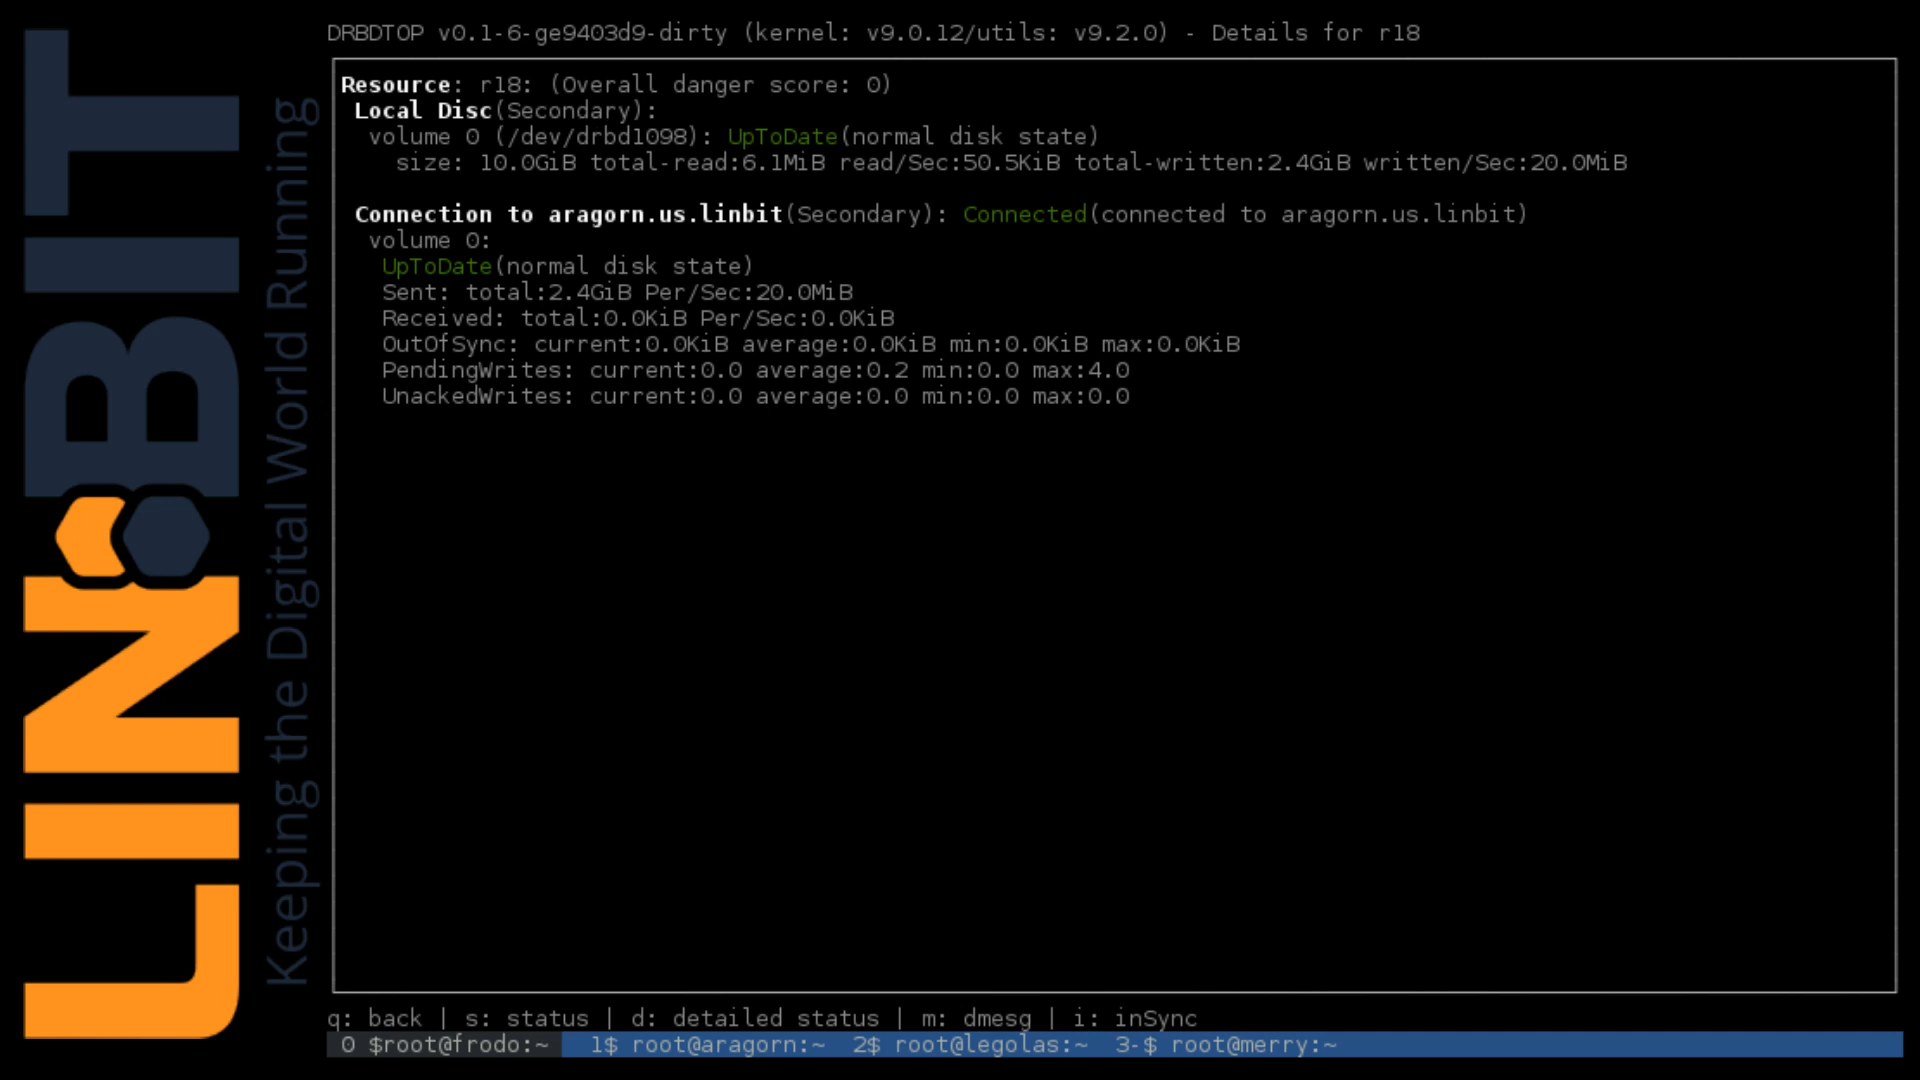 LINBIT
Keeping the Digital World Running
DRBDTOP v0.1-6-ge9403d9-dirty (kernel: v9.0.12/utils: v9.2.0) - Details for r18
Resource: r18: (Overall danger score: 0)
Local Disc(Secondary):
volume 0 (/dev/drbd1098): UpToDate(normal disk state)
size: 10.0GiB total-read:6.1MiB read/Sec:50.5KiB total-written:2.4GiB written/Sec:20.0MiB
Connection to aragorn.us.linbit(Secondary): Connected(connected to aragorn.us.linbit)
volume 0:
UpToDate(normal disk state)
Sent: total:2.4GiB Per/Sec:20.0MiB
Received: total:0.0KiB Per/Sec:0.0KiB
OutOfSync: current:0.0KiB average:0.0KiB min:0.0KiB max:0.0KiB
PendingWrites: current:0.0 average:0.2 min:0.0 max:4.0
UnackedWrites: current:0.0 average:0.0 min:0.0 max:0.0
q: back | s: status | d: detailed status | m: dmesg | i: inSync
0 $root@frodo:~ 1$ root@aragorn:~ 2$ root@legolas:~ 3-$ root@merry:~